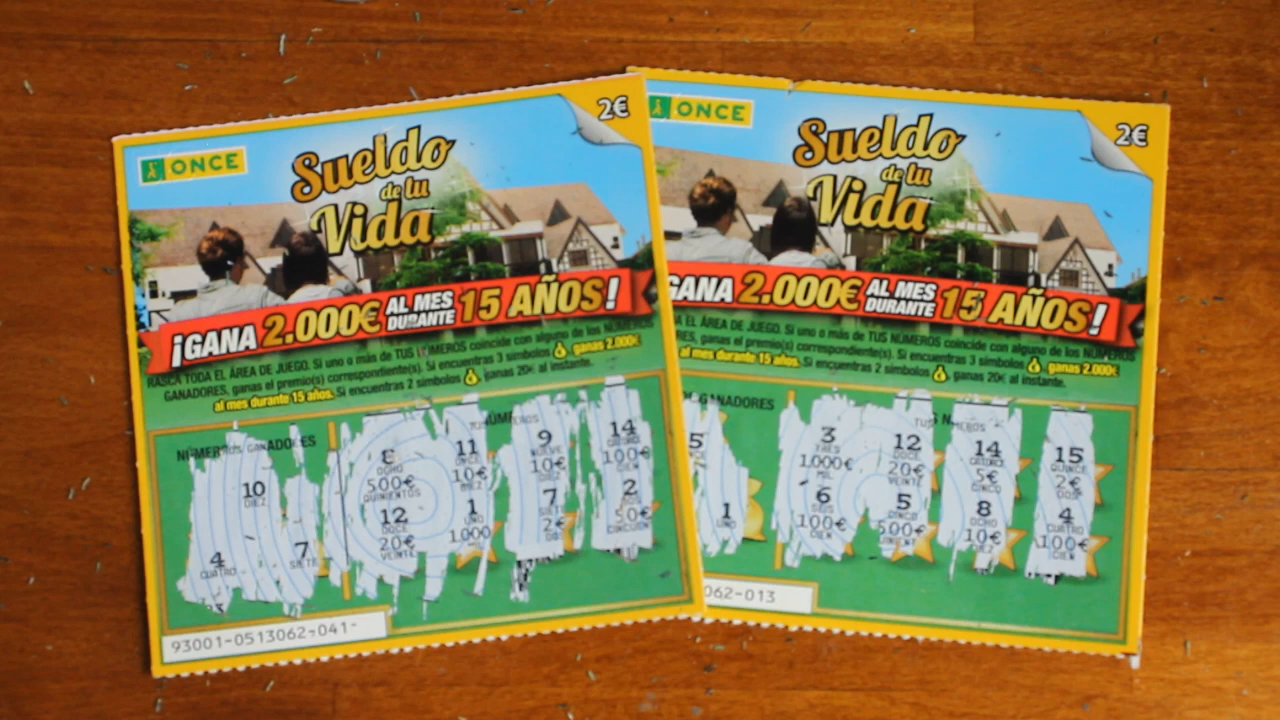 ONCE
2€
Sueldo
de tu
Vida
¡GANA 2.000€ AL MES DURANTE 15 AÑOS!
RASCA TODA EL ÁREA DE JUEGO. Si uno o más de TUS NÚMEROS coincide con alguno de los NÚMEROS
GANADORES, ganas el premio(s) correspondiente(s). Si encuentras 3 símbolos ganas 2.000€
al mes durante 15 años. Si encuentras 2 símbolos ganas 20€ al instante.
NÚMEROS GANADORES
10
DIEZ
4
CUATRO
7
SIETE
8
OCHO
500€
QUINIENTOS
11
ONCE
10€
DIEZ
9
NUEVE
10€
DIEZ
14
CATORCE
100€
CIEN
12
DOCE
20€
VEINTE
1
UNO
1.000
7
SIETE
2€
2
50€
93001-0513062-041-
ONCE
2€
Sueldo
de tu
Vida
GANA 2.000€ AL MES DURANTE 15 AÑOS!
A EL ÁREA DE JUEGO. Si uno o más de TUS NÚMEROS coincide con alguno de los NÚMEROS
RES, ganas el premio(s) correspondiente(s). Si encuentras 3 símbolos ganas 2.000€
al mes durante 15 años. Si encuentras 2 símbolos ganas 20€ al instante.
GANADORES
5
1
UNO
3
TRES
1.000€
MIL
12
DOCE
20€
VEINTE
14
CATORCE
5€
CINCO
15
QUINCE
2€
DOS
6
SEIS
100€
CIEN
5
CINCO
500€
8
OCHO
10€
DIEZ
4
CUATRO
100€
CIEN
062-013